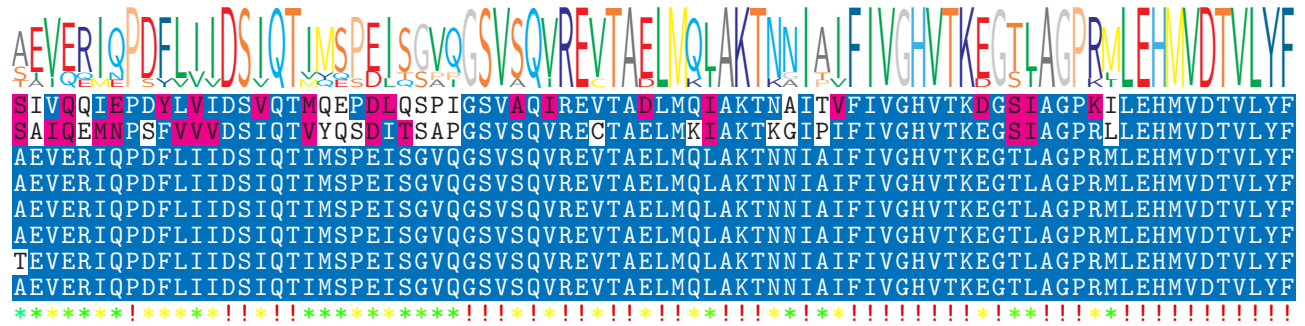 AEVERIQPDFLIIDSIQTIMSPEISGVQGSVSQVREVTAELMQLAKTNNIAIFIVGHVTKEGTLAGPRMLEHMVDTVLYF
SIVQQIEPDYLVIDSVQTMQEPDLQSPIGSVAQIREVTADLMQIAKTNAITVFIVGHVTKDGSIAGPKILEHMVDTVLYF
SAIQEMNPSFVVVDSIQTVYQSDITSAPGSVSQVRECTAELMKIAKTKGIPIFIVGHVTKEGSIAGPRLLEHMVDTVLYF
AEVERIQPDFLIIDSIQTIMSPEISGVQGSVSQVREVTAELMQLAKTNNIAIFIVGHVTKEGTLAGPRMLEHMVDTVLYF
AEVERIQPDFLIIDSIQTIMSPEISGVQGSVSQVREVTAELMQLAKTNNIAIFIVGHVTKEGTLAGPRMLEHMVDTVLYF
AEVERIQPDFLIIDSIQTIMSPEISGVQGSVSQVREVTAELMQLAKTNNIAIFIVGHVTKEGTLAGPRMLEHMVDTVLYF
AEVERIQPDFLIIDSIQTIMSPEISGVQGSVSQVREVTAELMQLAKTNNIAIFIVGHVTKEGTLAGPRMLEHMVDTVLYF
TEVERIQPDFLIIDSIQTIMSPEISGVQGSVSQVREVTAELMQLAKTNNIAIFIVGHVTKEGTLAGPRMLEHMVDTVLYF
AEVERIQPDFLIIDSIQTIMSPEISGVQGSVSQVREVTAELMQLAKTNNIAIFIVGHVTKEGTLAGPRMLEHMVDTVLYF
*******!*****!!*!!**********!!!*!*!!*!!*!!**!!!**!**!!!!!!!!*!**!!!**!!!!!!!!!!!